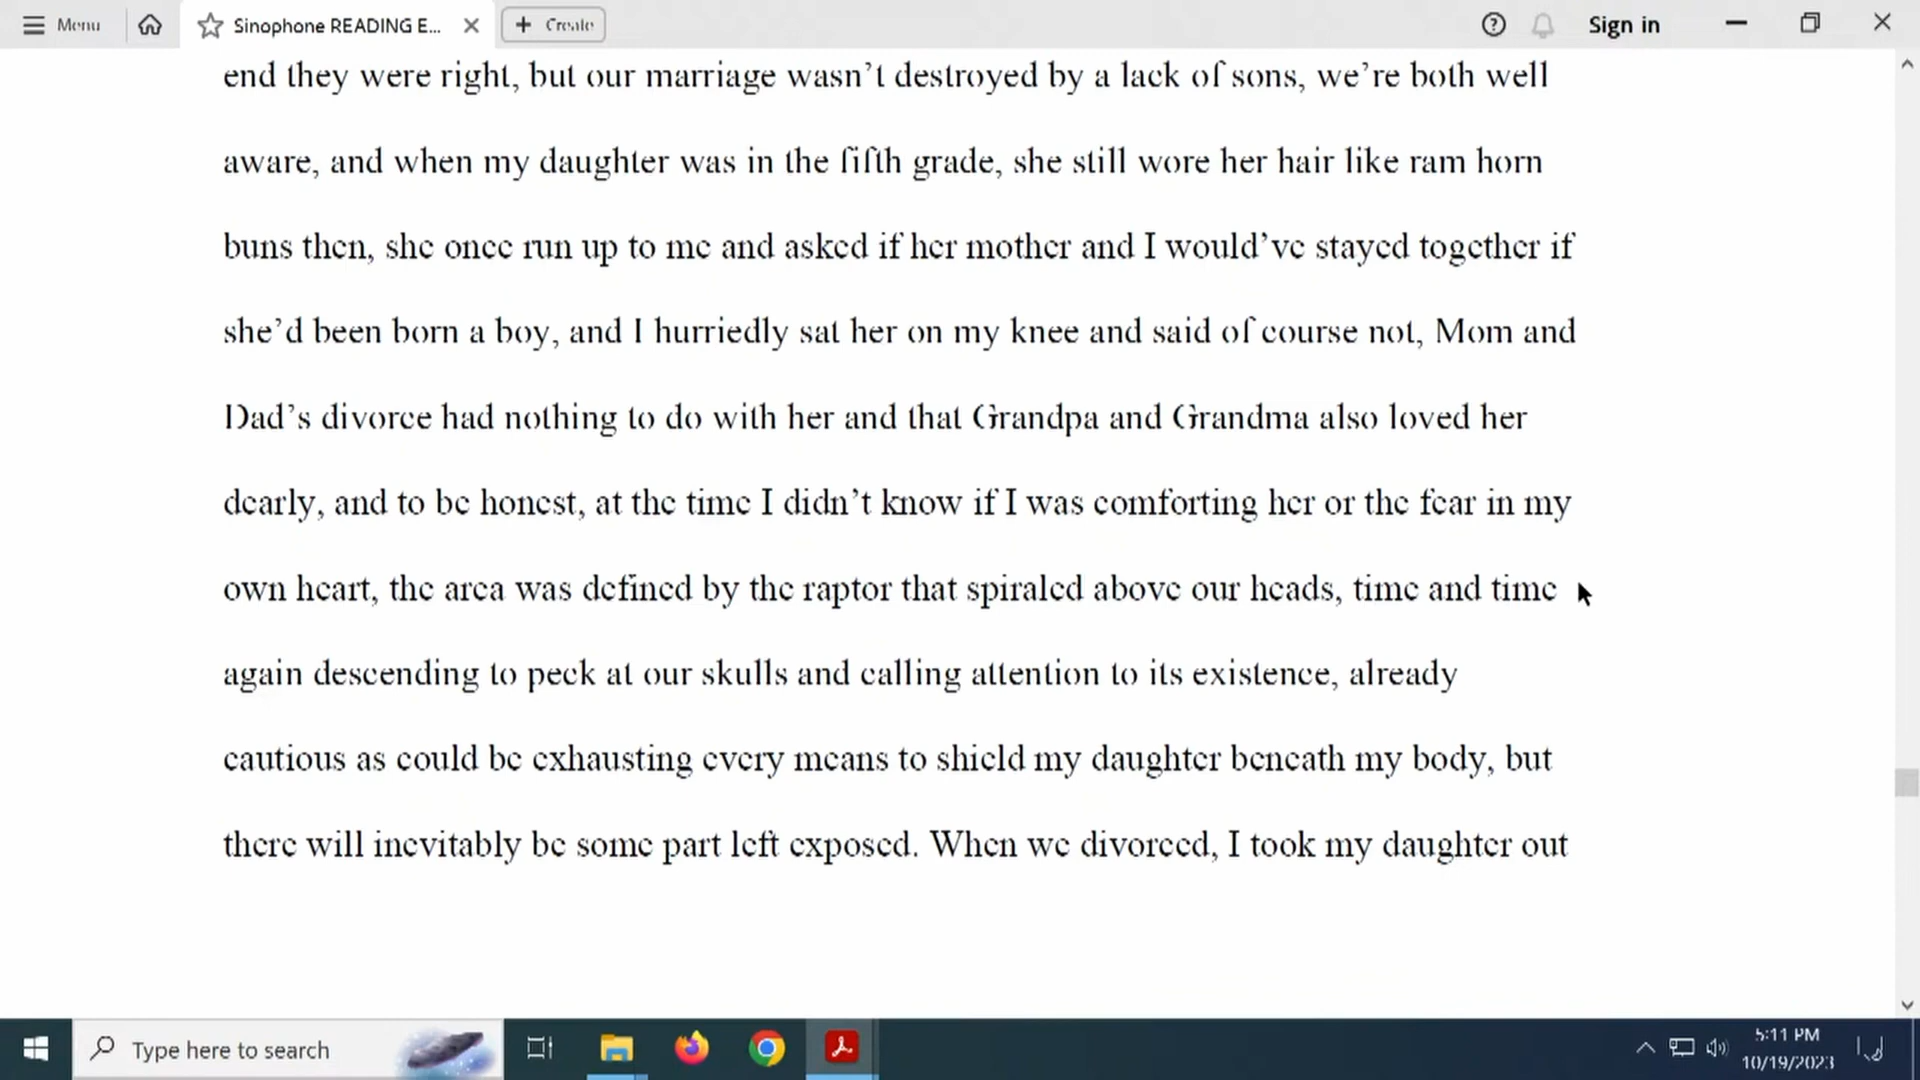 Menu
Sinophone READING E...
Create
Sign in
end they were right, but our marriage wasn't destroyed by a lack of sons, we're both well
aware, and when my daughter was in the fifth grade, she still wore her hair like ram horn
buns then, she once run up to me and asked if her mother and I would've stayed together if
she'd been born a boy, and I hurriedly sat her on my knee and said of course not, Mom and
Dad's divorce had nothing to do with her and that Grandpa and Grandma also loved her
dearly, and to be honest, at the time I didn't know if I was comforting her or the fear in my
own heart, the area was defined by the raptor that spiraled above our heads, time and time
again descending to peck at our skulls and calling attention to its existence, already
cautious as could be exhausting every means to shield my daughter beneath my body, but
there will inevitably be some part left exposed. When we divorced, I took my daughter out
Type here to search
5:11 PM
10/19/2023